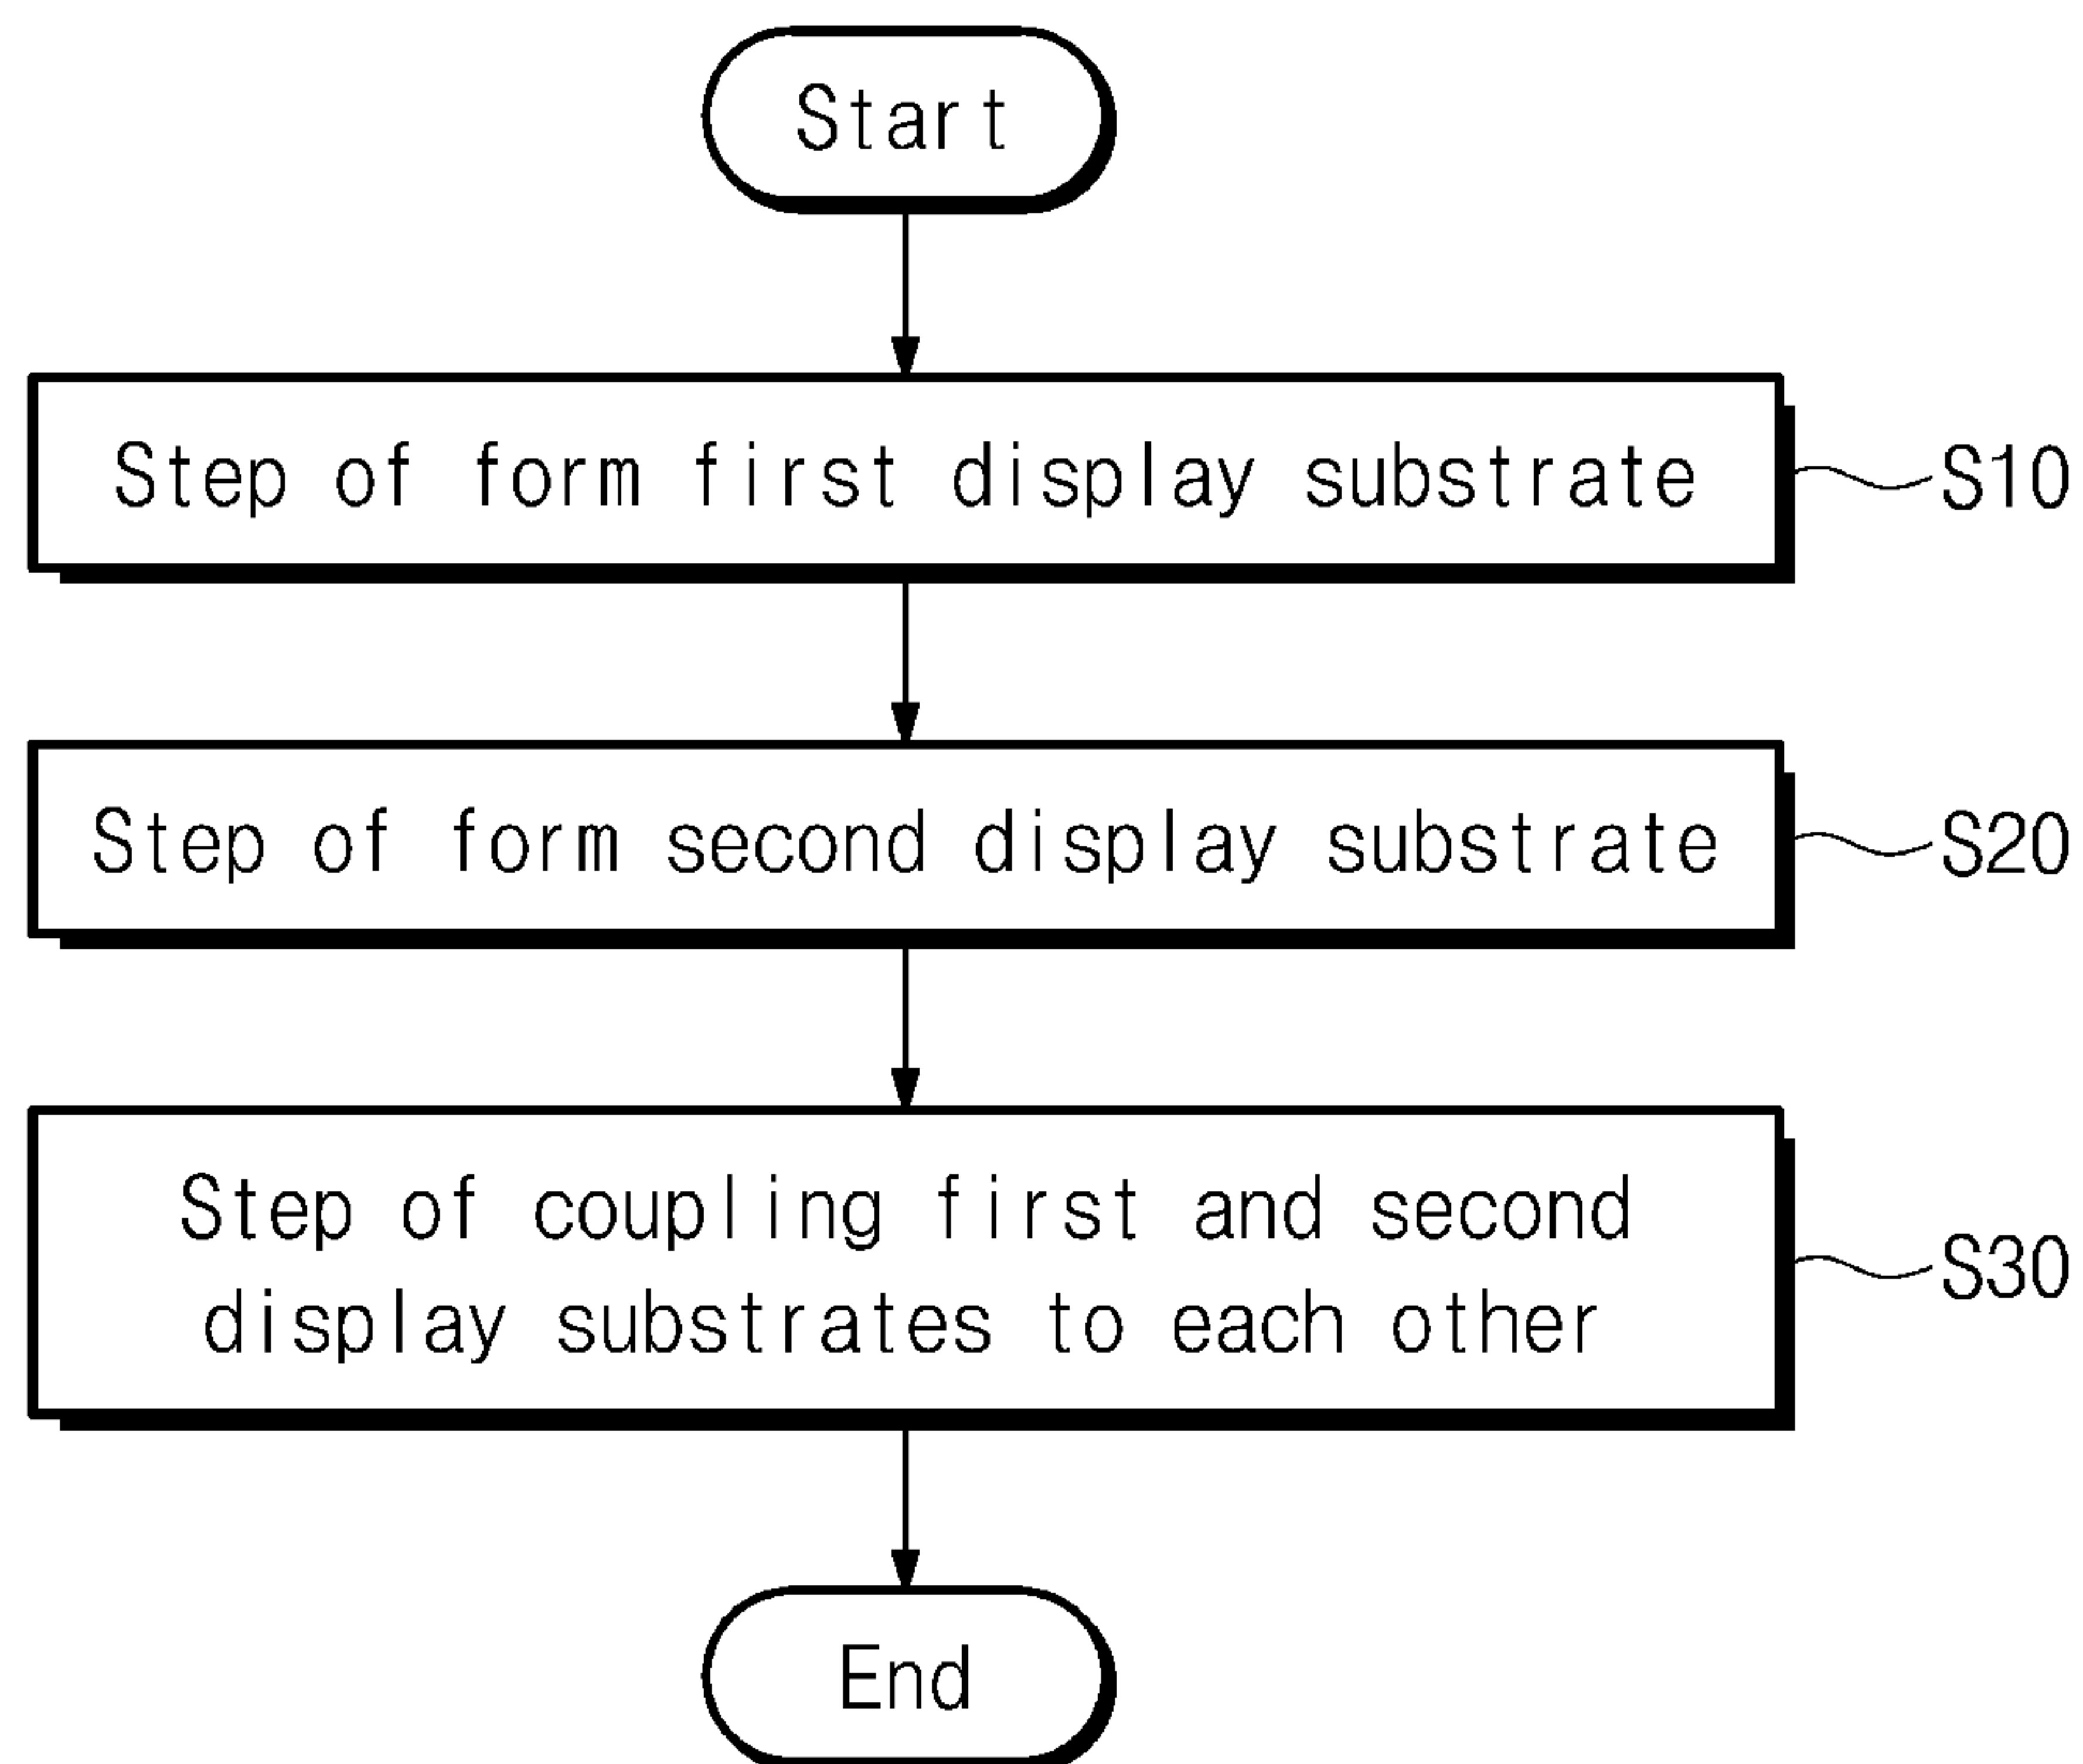 Start
Step of form first display substrate
S10
Step of form second display substrate
S20
Step of coupling first and second
display substrates to each other
S30
End